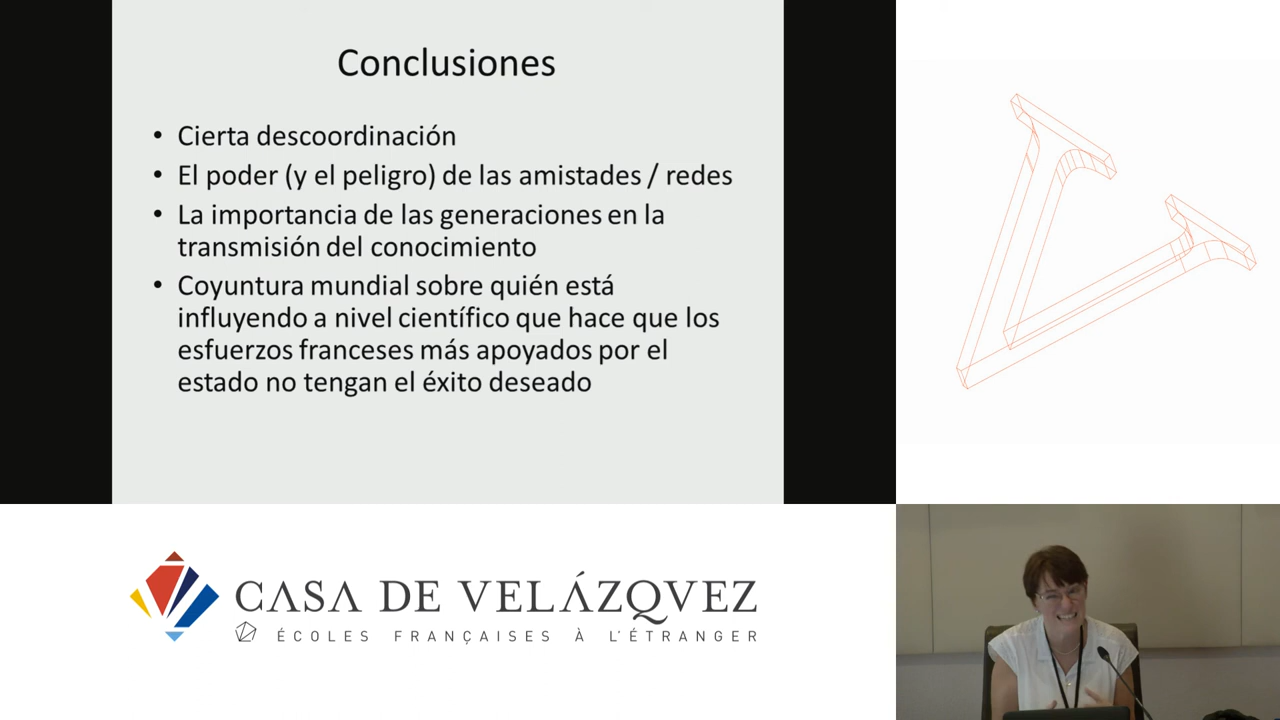 Conclusiones
• Cierta descoordinación
• El poder (y el peligro) de las amistades / redes
• La importancia de las generaciones en la
transmisión del conocimiento
• Coyuntura mundial sobre quién está
influyendo a nivel científico que hace que los
esfuerzos franceses más apoyados por el
estado no tengan el éxito deseado
CASA DE VELÁZQVEZ
ÉCOLES FRANÇAISES À L'ÉTRANGER